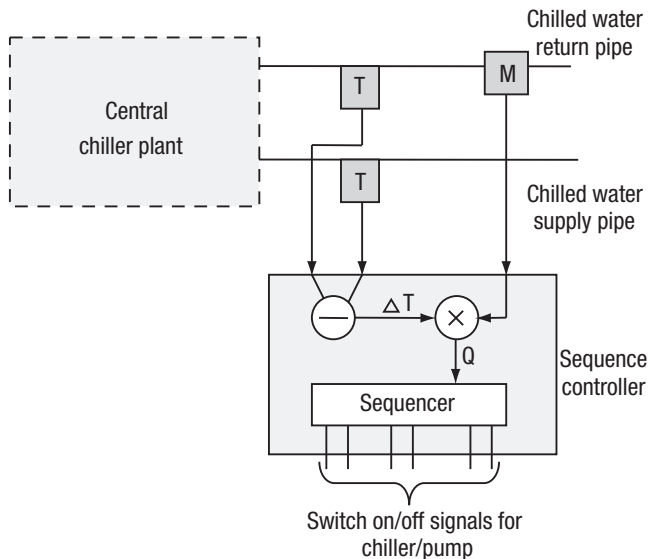 Chilled water
return pipe
M
T
Central
chiller plant
T
Chilled water
supply pipe
△T
—
×
Q
Sequence
controller
Sequencer
Switch on/off signals for
chiller/pump